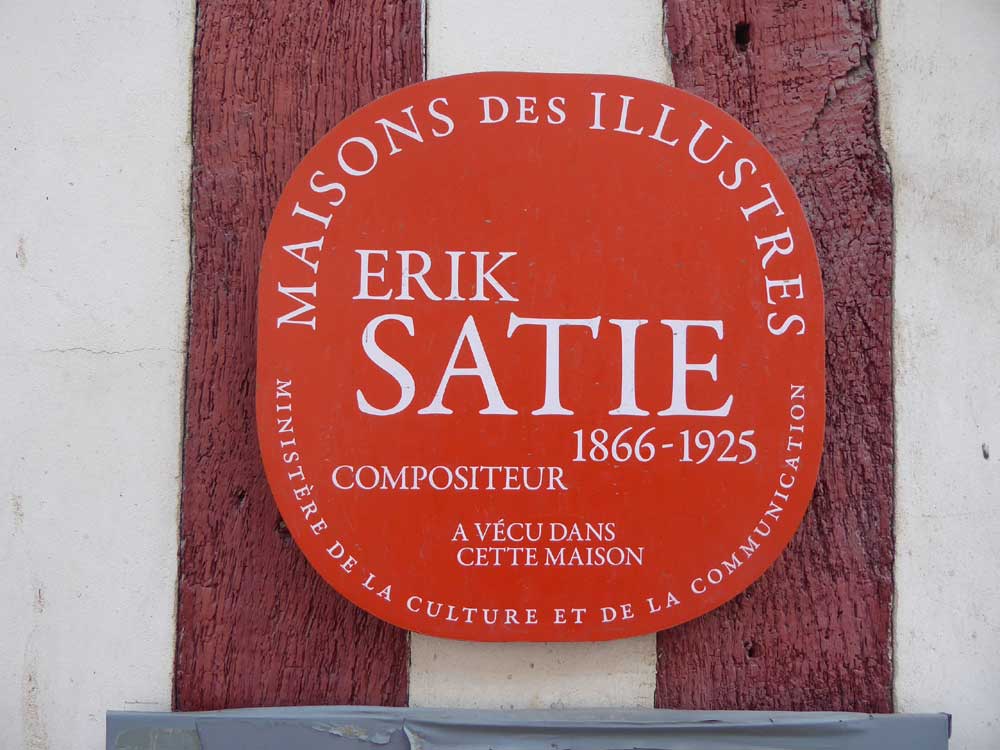 MAISONS DES ILLUSTRES
ERIK
SATIE
1866-1925
COMPOSITEUR
A VÉCU DANS
CETTE MAISON
MINISTÈRE DE LA CULTURE ET DE LA COMMUNICATION